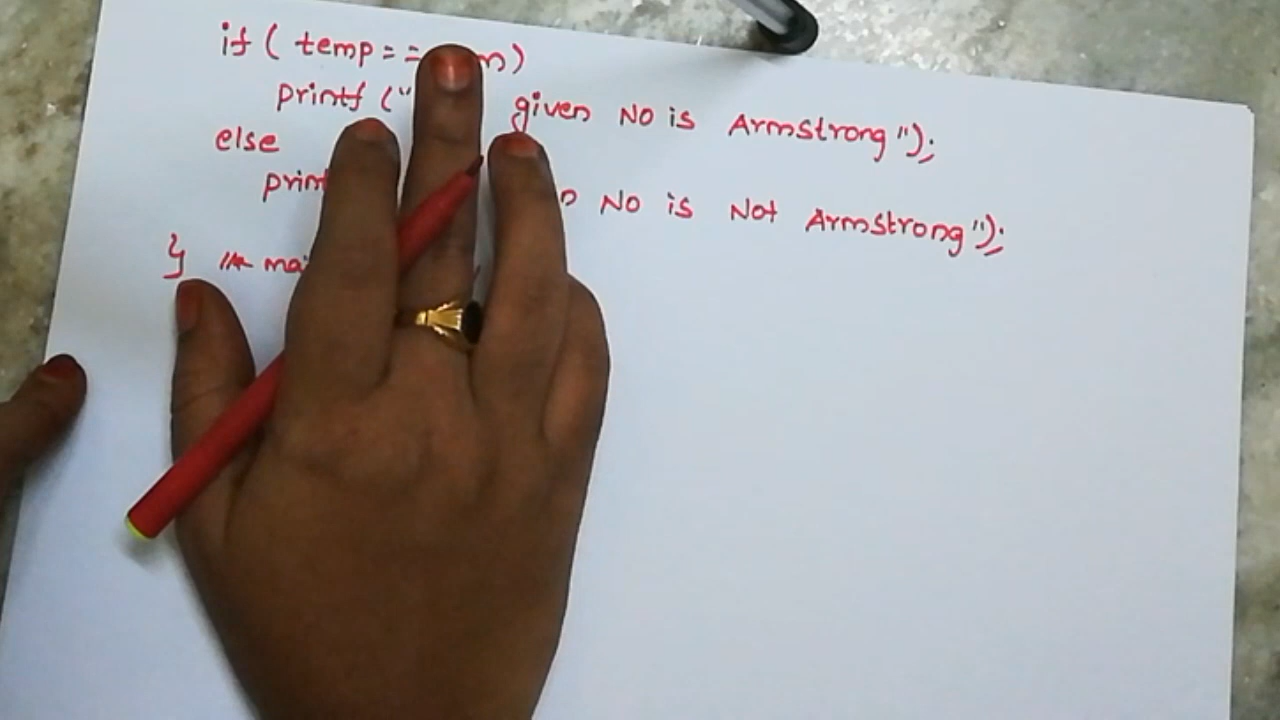 if ( temp ==
printf (" given No is Armstrong");
else
No is Not Armstrong");
}